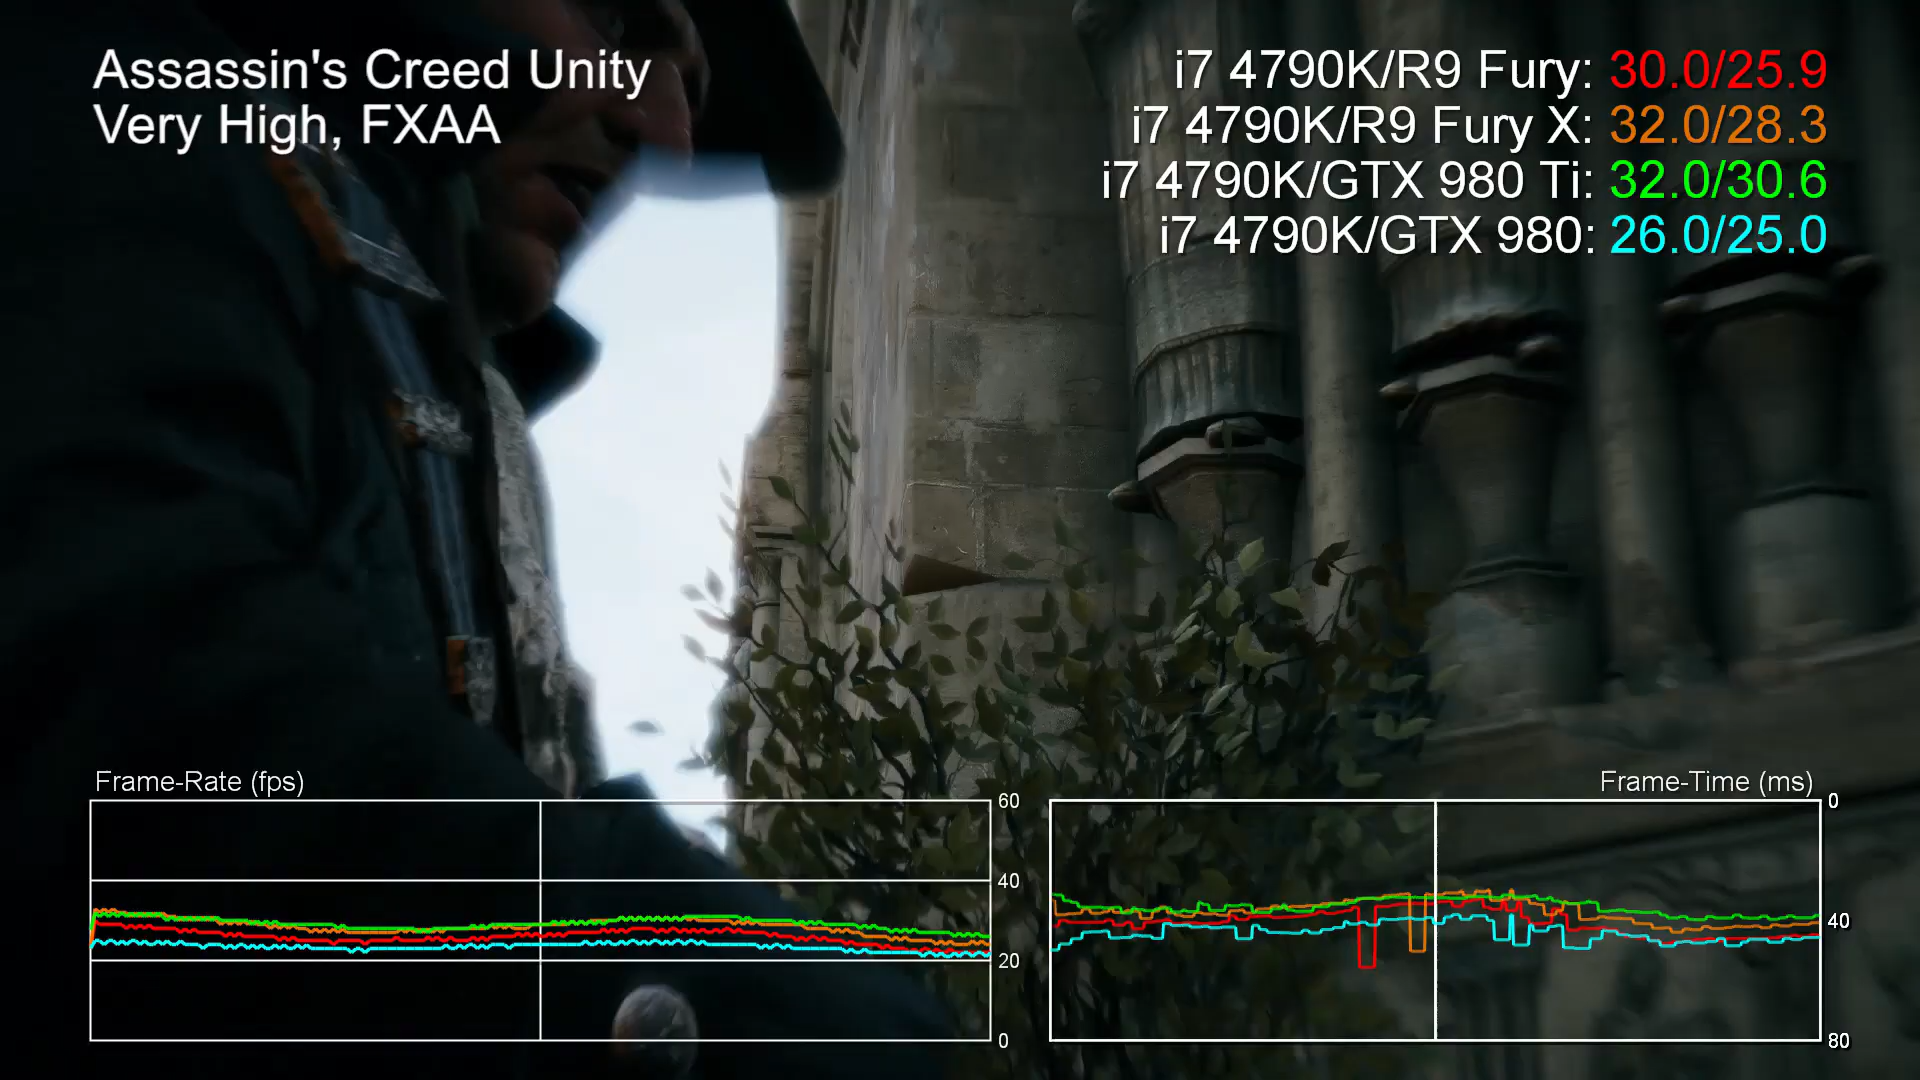 Assassin's Creed Unity
Very High, FXAA
i7 4790K/R9 Fury: 30.0/25.9
i7 4790K/R9 Fury X: 32.0/28.3
i7 4790K/GTX 980 Ti: 32.0/30.6
i7 4790K/GTX 980: 26.0/25.0
Frame-Rate (fps)
60
40
20
0
Frame-Time (ms)
0
40
80